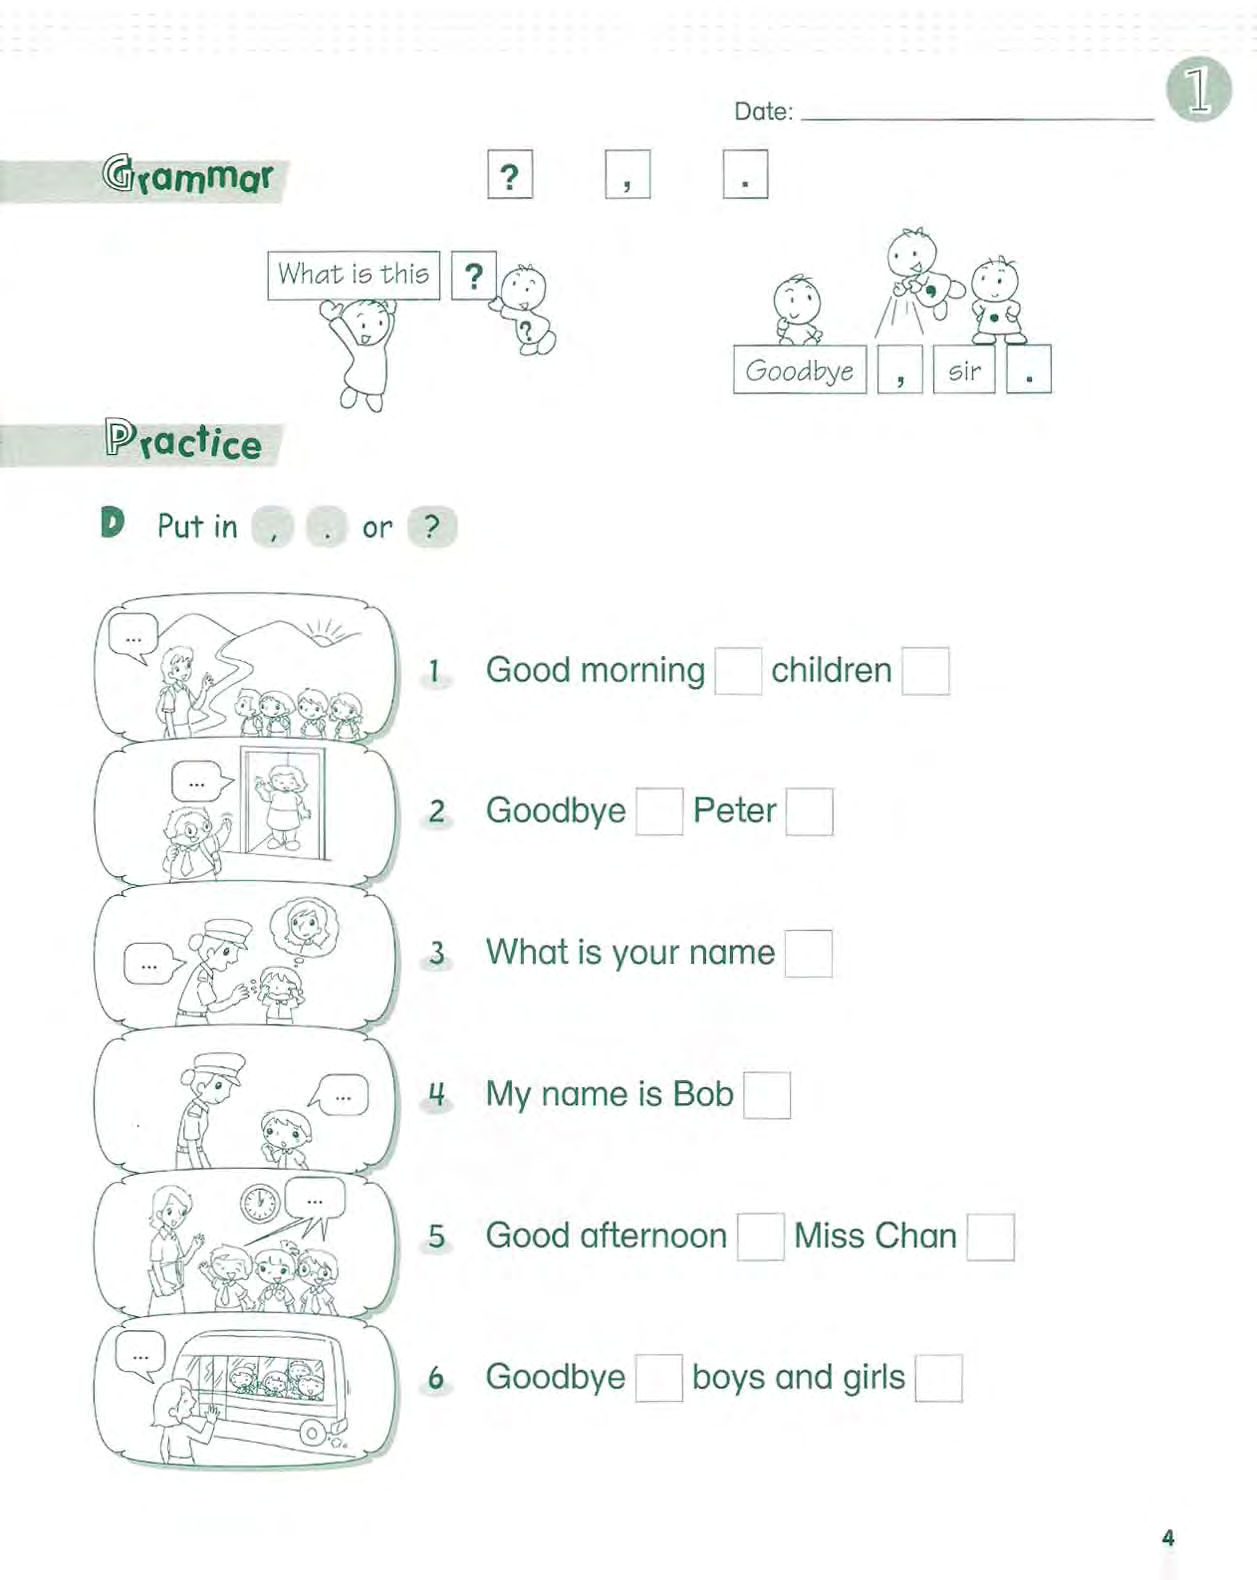 1
Date:
Grammar
? , .
What is this ?
?
, .
Goodbye , sir .
Practice
D Put in , . or ?
...
1 Good morning children
...
2 Goodbye Peter
...
3 What is your name
...
4 My name is Bob
...
5 Good afternoon Miss Chan
...
6 Goodbye boys and girls
4